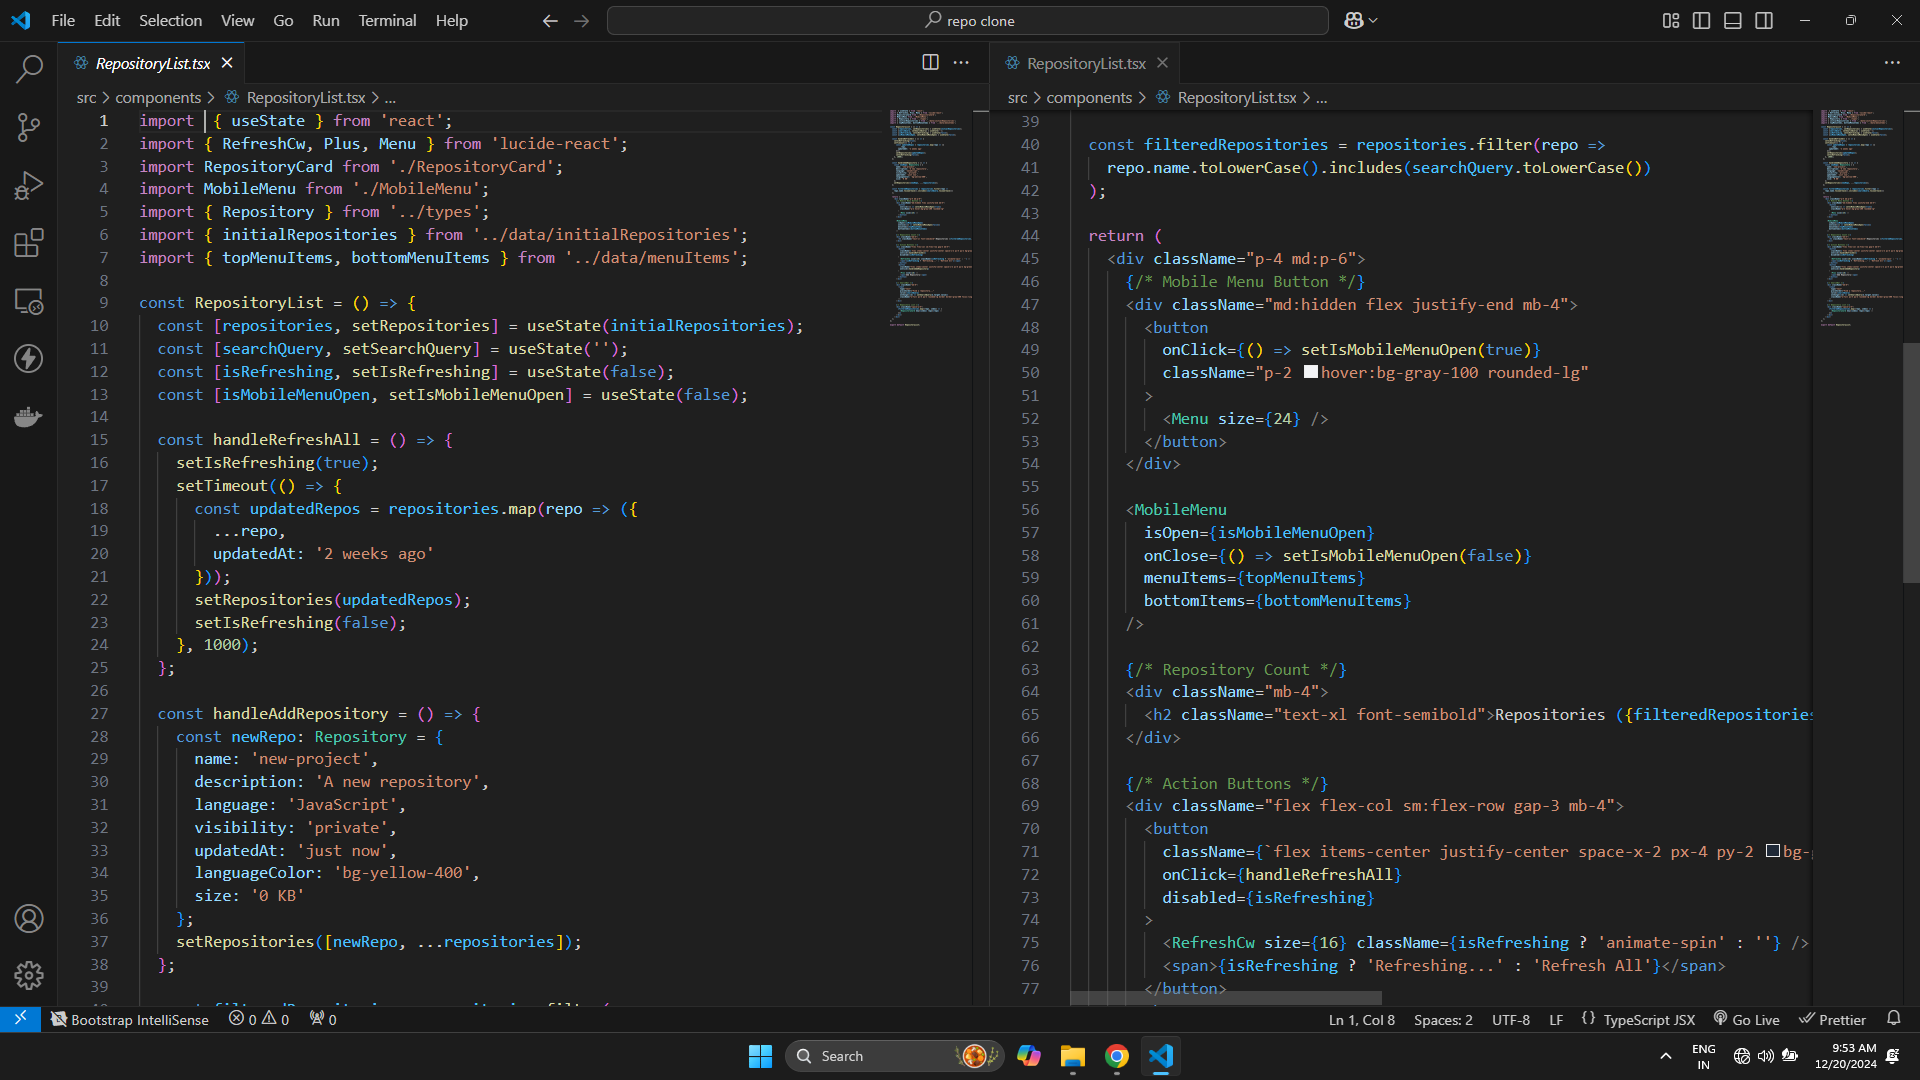 File Edit Selection View Go Run Terminal Help
repo clone
RepositoryList.tsx
src > components > RepositoryList.tsx > ...
1 import { useState } from 'react';
2 import { RefreshCw, Plus, Menu } from 'lucide-react';
3 import RepositoryCard from './RepositoryCard';
4 import MobileMenu from './MobileMenu';
5 import { Repository } from '../types';
6 import { initialRepositories } from '../data/initialRepositories';
7 import { topMenuItems, bottomMenuItems } from '../data/menuItems';
8
9 const RepositoryList = () => {
10 const [repositories, setRepositories] = useState(initialRepositories);
11 const [searchQuery, setSearchQuery] = useState('');
12 const [isRefreshing, setIsRefreshing] = useState(false);
13 const [isMobileMenuOpen, setIsMobileMenuOpen] = useState(false);
14
15 const handleRefreshAll = () => {
16 setIsRefreshing(true);
17 setTimeout(() => {
18 const updatedRepos = repositories.map(repo => ({
19 ...repo,
20 updatedAt: '2 weeks ago'
21 }));
22 setRepositories(updatedRepos);
23 setIsRefreshing(false);
24 }, 1000);
25 };
26
27 const handleAddRepository = () => {
28 const newRepo: Repository = {
29 name: 'new-project',
30 description: 'A new repository',
31 language: 'JavaScript',
32 visibility: 'private',
33 updatedAt: 'just now',
34 languageColor: 'bg-yellow-400',
35 size: '0 KB'
36 };
37 setRepositories([newRepo, ...repositories]);
38 };
39
RepositoryList.tsx
src > components > RepositoryList.tsx > ...
39
40 const filteredRepositories = repositories.filter(repo =>
41 repo.name.toLowerCase().includes(searchQuery.toLowerCase())
42 );
43
44 return (
45 <div className="p-4 md:p-6">
46 {/* Mobile Menu Button */}
47 <div className="md:hidden flex justify-end mb-4">
48 <button
49 onClick={() => setIsMobileMenuOpen(true)}
50 className="p-2 hover:bg-gray-100 rounded-lg"
51 >
52 <Menu size={24} />
53 </button>
54 </div>
55
56 <MobileMenu
57 isOpen={isMobileMenuOpen}
58 onClose={() => setIsMobileMenuOpen(false)}
59 menuItems={topMenuItems}
60 bottomItems={bottomMenuItems}
61 />
62
63 {/* Repository Count */}
64 <div className="mb-4">
65 <h2 className="text-xl font-semibold">Repositories ({filteredRepositories
66 </div>
67
68 {/* Action Buttons */}
69 <div className="flex flex-col sm:flex-row gap-3 mb-4">
70 <button
71 className={`flex items-center justify-center space-x-2 px-4 py-2 bg-
72 onClick={handleRefreshAll}
73 disabled={isRefreshing}
74 >
75 <RefreshCw size={16} className={isRefreshing ? 'animate-spin' : ''} />
76 <span>{isRefreshing ? 'Refreshing...' : 'Refresh All'}</span>
77 </button>
Bootstrap IntelliSense 0 0 0
Ln 1, Col 8 Spaces: 2 UTF-8 LF {} TypeScript JSX Go Live Prettier
Search
ENG
IN
9:53 AM
12/20/2024